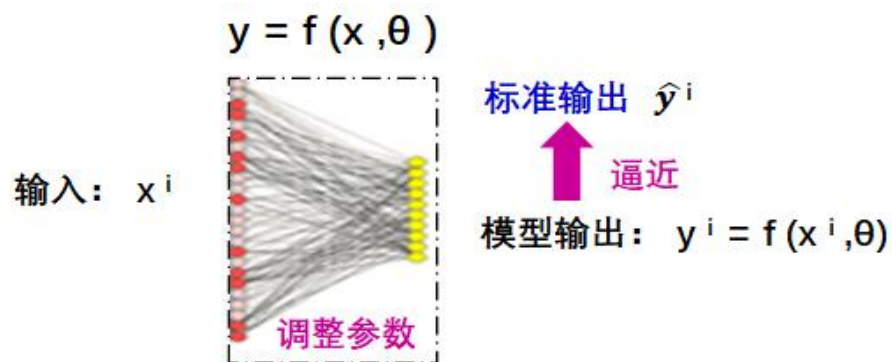 y = f (x ,θ )
标准输出 ŷ ⁱ
逼近
输入： x ⁱ
模型输出： y ⁱ = f (x ⁱ ,θ)
调整参数